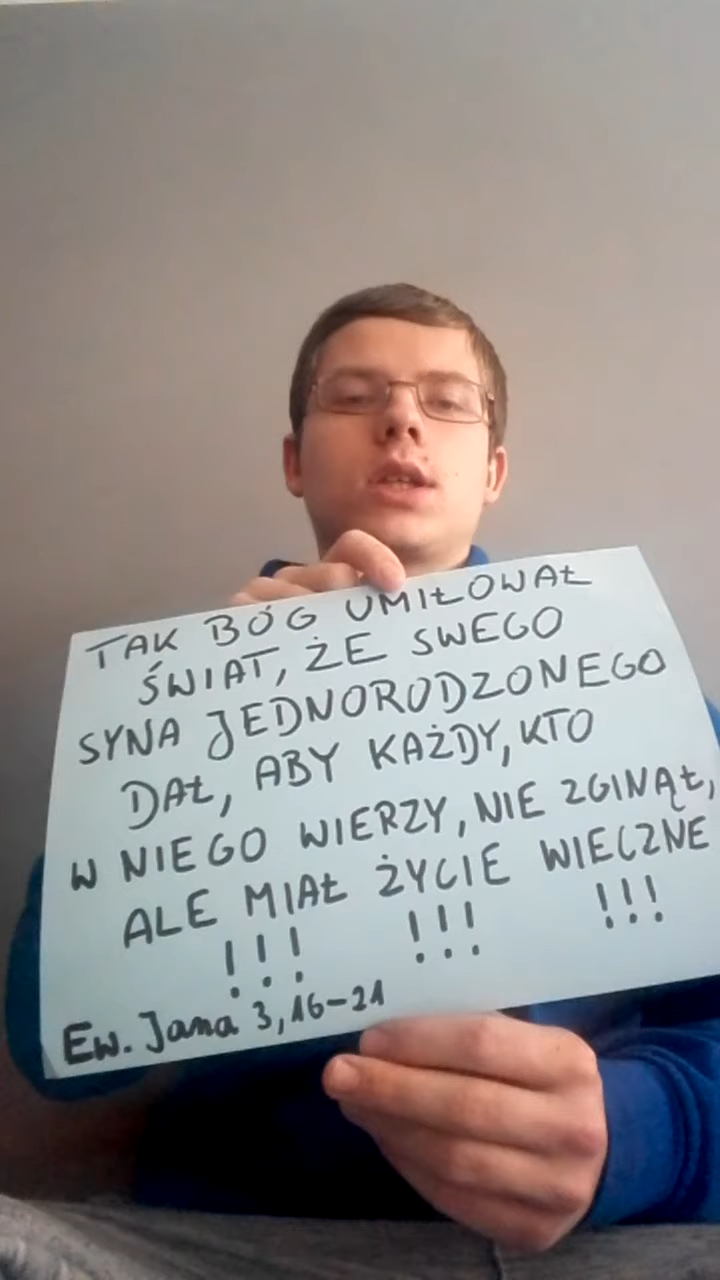 TAK BÓG UMIŁOWAŁ
ŚWIAT, ŻE SWEGO
SYNA JEDNORODZONEGO
DAŁ, ABY KAŻDY, KTO
W NIEGO WIERZY, NIE ZGINĄŁ,
ALE MIAŁ ŻYCIE WIECZNE
!!! !!! !!!
Ew. Jana 3, 16-21